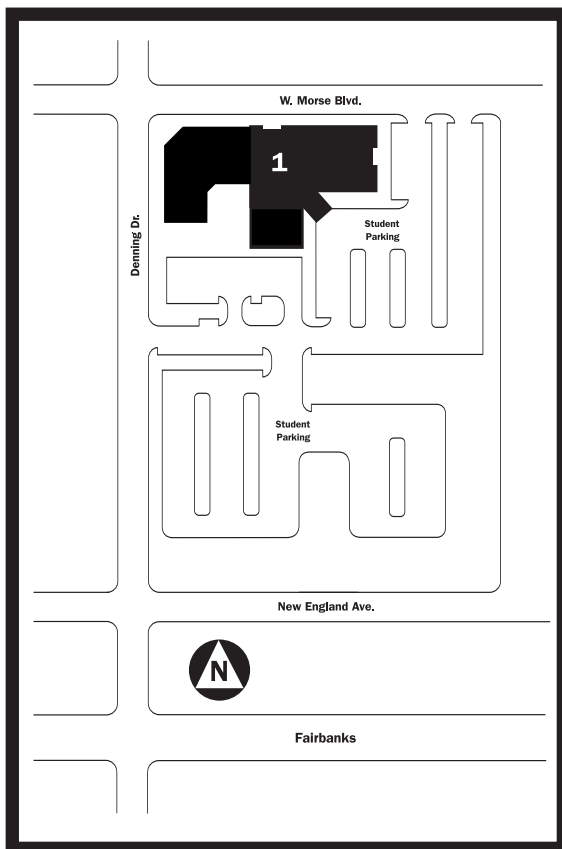 W. Morse Blvd.
1
Denning Dr.
Student
Parking
Student
Parking
New England Ave.
N
Fairbanks